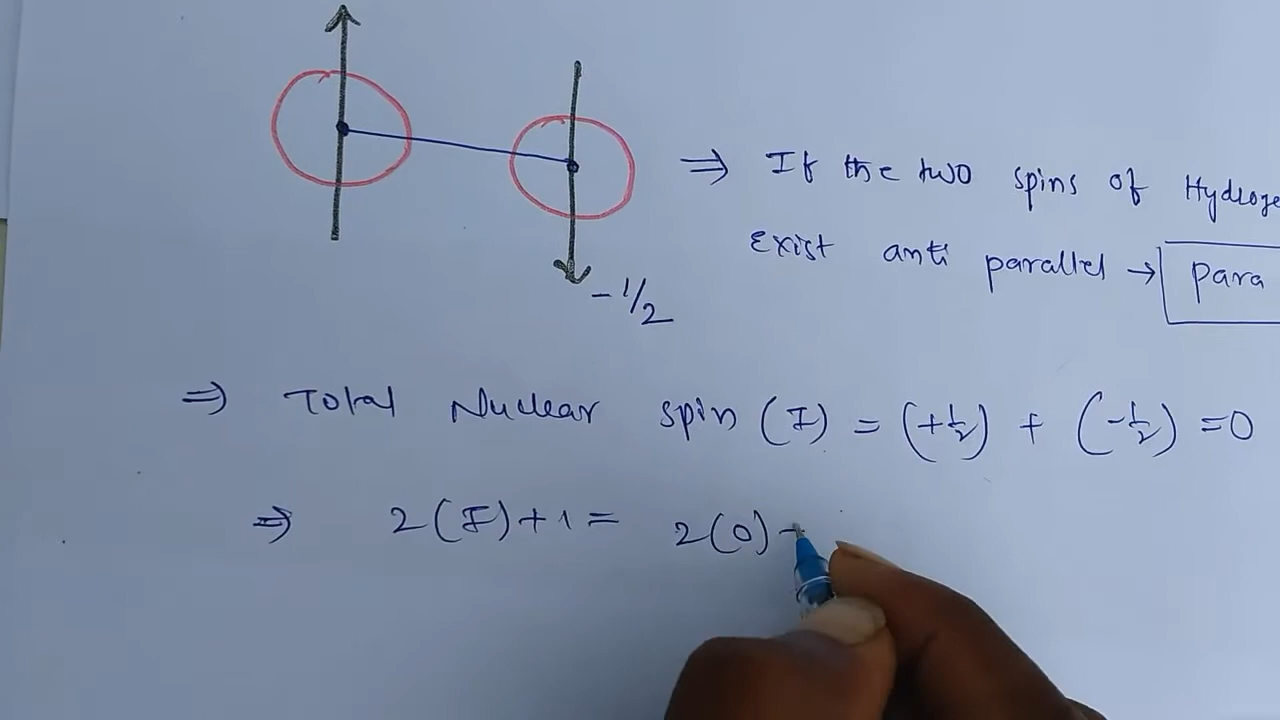 ⇒ If the two spins of Hydroge
Exist anti parallel → para
-1/2
⇒ Total Nuclear spin (I) = (+1/2) + (-1/2) = 0
⇒ 2(I)+1 = 2(0) -